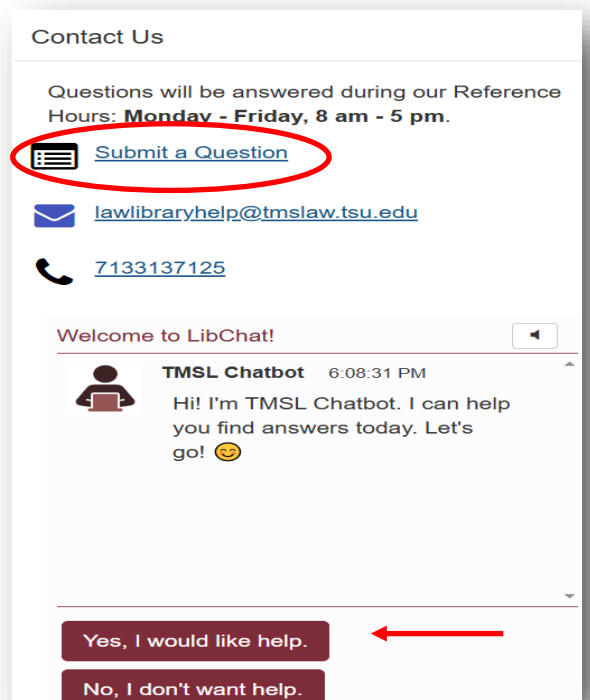 Contact Us
Questions will be answered during our Reference
Hours: Monday - Friday, 8 am - 5 pm.
Submit a Question
lawlibraryhelp@tmslaw.tsu.edu
7133137125
Welcome to LibChat!
TMSL Chatbot 6:08:31 PM
Hi! I'm TMSL Chatbot. I can help
you find answers today. Let's
go! 😊
Yes, I would like help.
No, I don't want help.